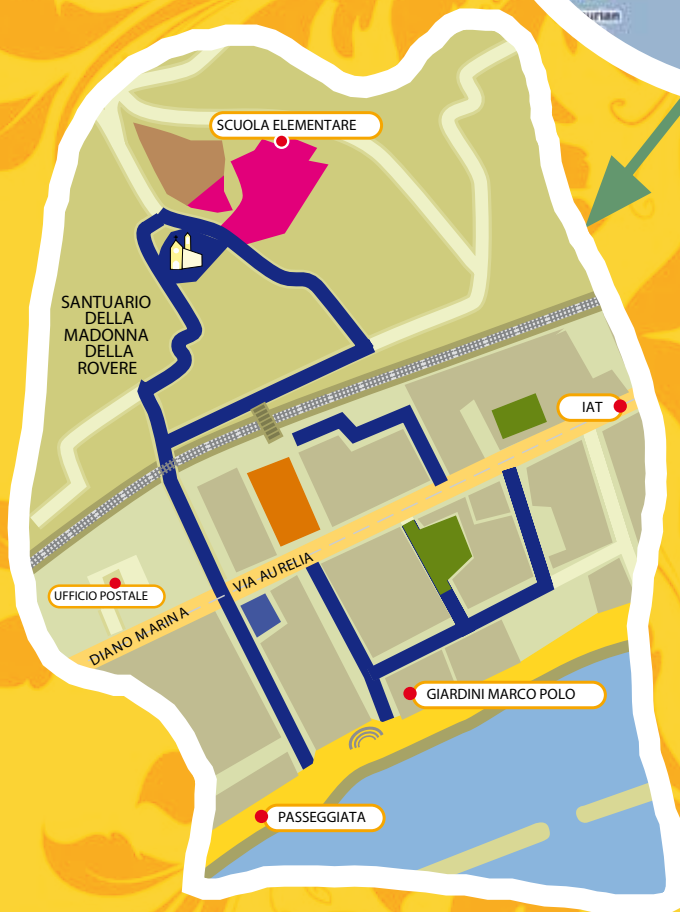 SCUOLA ELEMENTARE
SANTUARIO
DELLA
MADONNA
DELLA
ROVERE
IAT
UFFICIO POSTALE
VIA AURELIA
DIANO MARINA
GIARDINI MARCO POLO
PASSEGGIATA